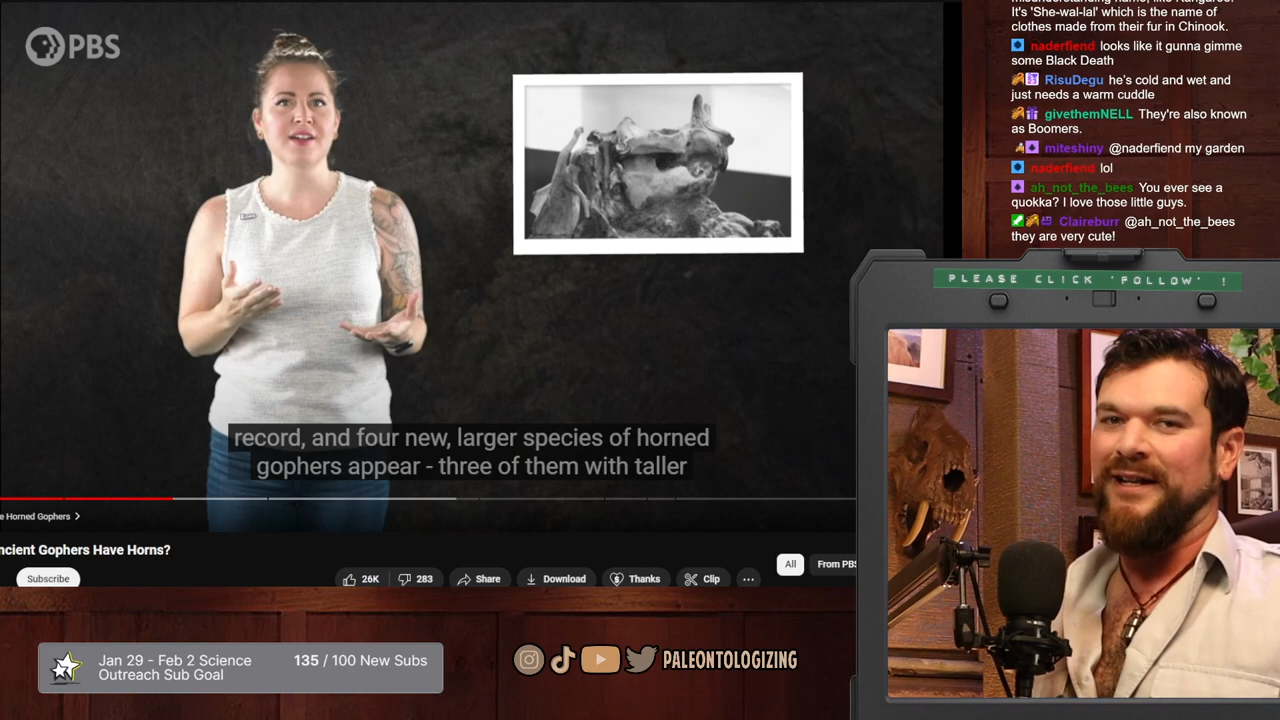 PBS
record, and four new, larger species of horned
gophers appear - three of them with taller
e Horned Gophers
ncient Gophers Have Horns?
Subscribe
26K
283
Share
Download
Thanks
Clip
All
From PBS
Jan 29 - Feb 2 Science
Outreach Sub Goal
135 / 100 New Subs
PALEONTOLOGIZING
misunderstanding name, like Kangaroo.
It's 'She-wal-lal' which is the name of
clothes made from their fur in Chinook.
naderfiend looks like it gunna gimme
some Black Death
RisuDegu he's cold and wet and
just needs a warm cuddle
givethemNELL They're also known
as Boomers.
miteshiny @naderfiend my garden
naderfiend lol
ah_not_the_bees You ever see a
quokka? I love those little guys.
Claireburr @ah_not_the_bees
they are very cute!
PLEASE CLICK 'FOLLOW' !